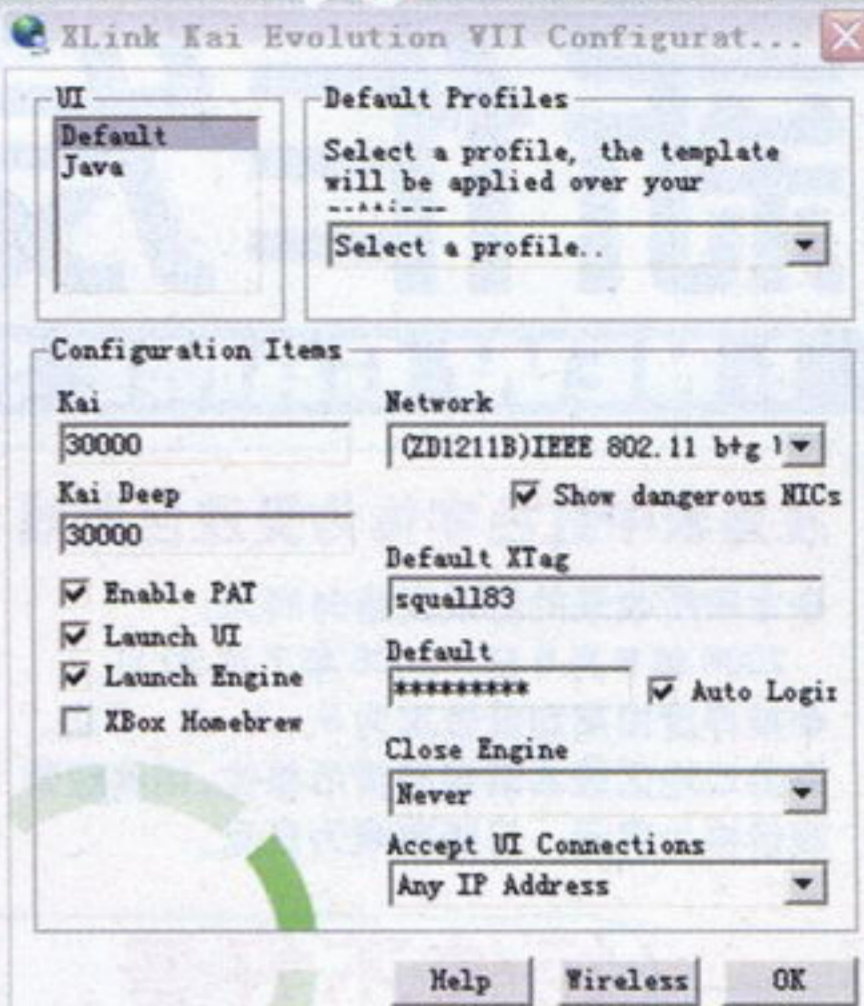 XLink Kai Evolution VII Configurat...
UI
Default
Java
Default Profiles
Select a profile, the template
will be applied over your
Select a profile..
Configuration Items
Kai
30000
Kai Deep
30000
Enable PAT
Launch UI
Launch Engine
XBox Homebrew
Network
(ZD1211B)IEEE 802.11 b+g
Show dangerous NICs
Default XTag
squall83
Default
*********
Auto Logi
Close Engine
Never
Accept UI Connections
Any IP Address
Help
Wireless
OK